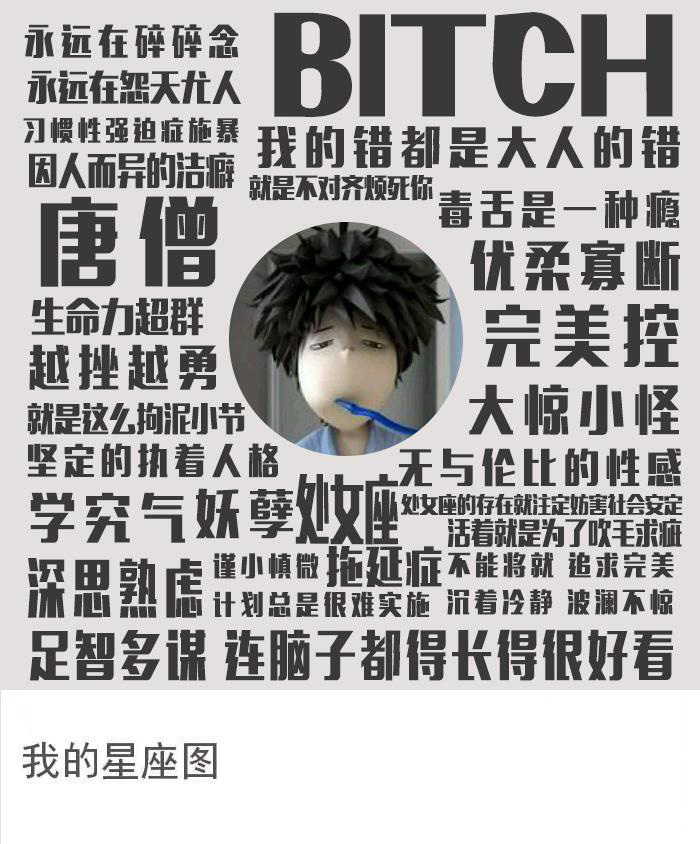 永远在碎碎念
BITCH
永远在怨天尤人
习惯性强迫症施暴
我的错都是大人的错
因人而异的洁癖
就是不对齐烦死你
毒舌是一种瘾
唐僧
优柔寡断
生命力超群
完美控
越挫越勇
大惊小怪
就是这么拘泥小节
坚定的执着人格
无与伦比的性感
学究气 妖孽
处女座
处女座的存在就注定妨害社会安定
活着就是为了吹毛求疵
深思熟虑
谨小慎微
拖延症
不能将就 追求完美
计划总是很难实施
沉着冷静 波澜不惊
足智多谋 连脑子都得长得很好看
我的星座图